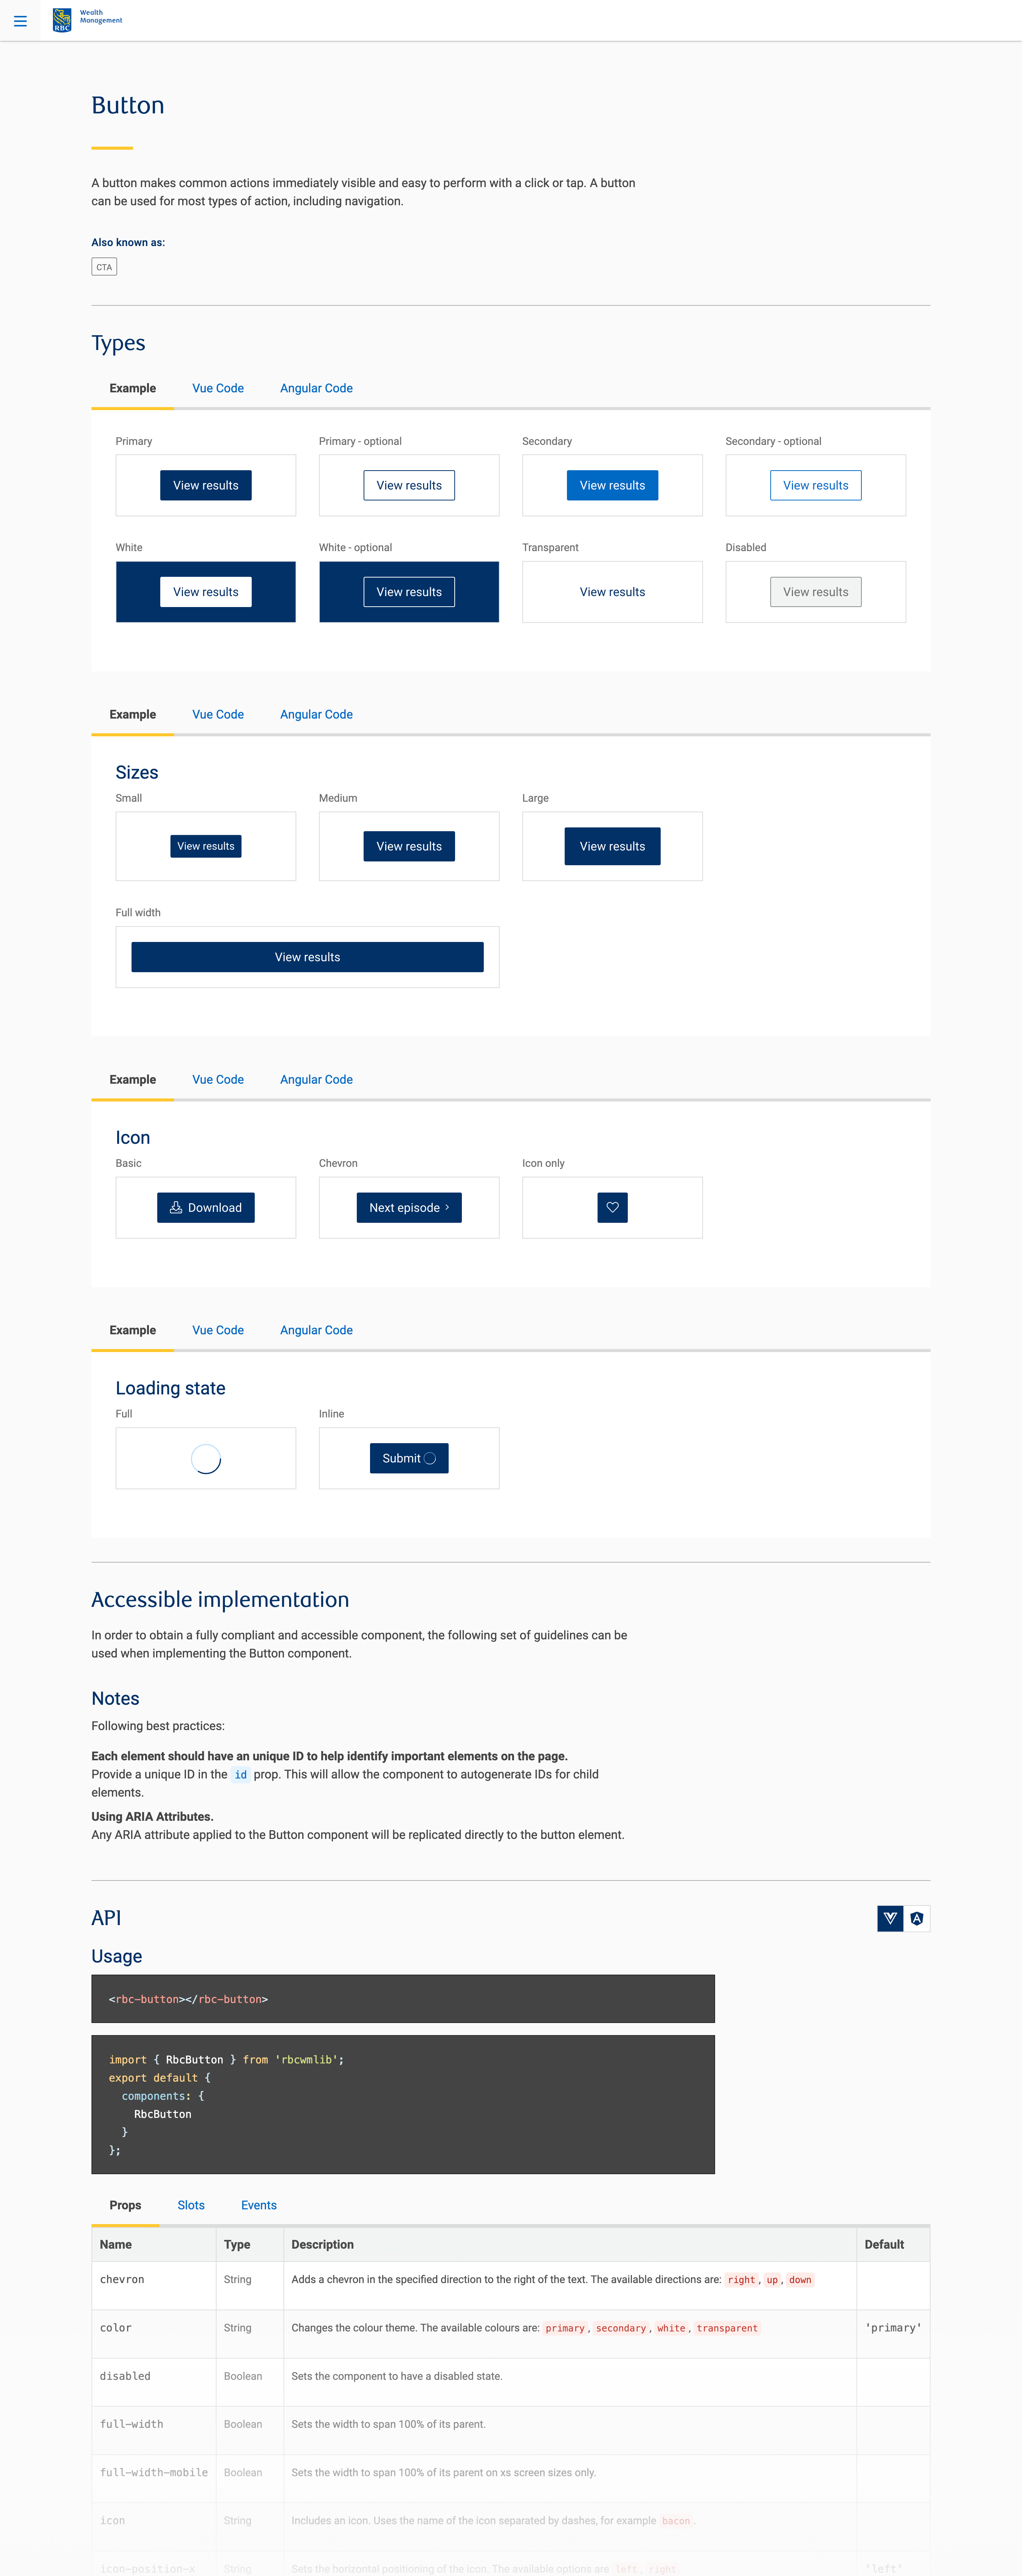 Wealth
Management
RBC
Button
A button makes common actions immediately visible and easy to perform with a click or tap. A button
can be used for most types of action, including navigation.
Also known as:
CTA
Types
Example Vue Code Angular Code
Primary Primary - optional Secondary Secondary - optional
View results View results View results View results
White White - optional Transparent Disabled
View results View results View results View results
Example Vue Code Angular Code
Sizes
Small Medium Large
View results View results View results
Full width
View results
Example Vue Code Angular Code
Icon
Basic Chevron Icon only
Download Next episode
Example Vue Code Angular Code
Loading state
Full Inline
Submit
Accessible implementation
In order to obtain a fully compliant and accessible component, the following set of guidelines can be
used when implementing the Button component.
Notes
Following best practices:
Each element should have an unique ID to help identify important elements on the page.
Provide a unique ID in the id prop. This will allow the component to autogenerate IDs for child
elements.
Using ARIA Attributes.
Any ARIA attribute applied to the Button component will be replicated directly to the button element.
API
Usage
<rbc-button></rbc-button>
import { RbcButton } from 'rbcwmlib';
export default {
components: {
RbcButton
}
};
Props Slots Events
Name Type Description Default
chevron String Adds a chevron in the specified direction to the right of the text. The available directions are: right , up , down
color String Changes the colour theme. The available colours are: primary , secondary , white , transparent 'primary'
disabled Boolean Sets the component to have a disabled state.
full-width Boolean Sets the width to span 100% of its parent.
full-width-mobile Boolean Sets the width to span 100% of its parent on xs screen sizes only.
icon String Includes an icon. Uses the name of the icon separated by dashes, for example bacon .
icon-position-x String Sets the horizontal positioning of the icon. The available options are left , right 'left'